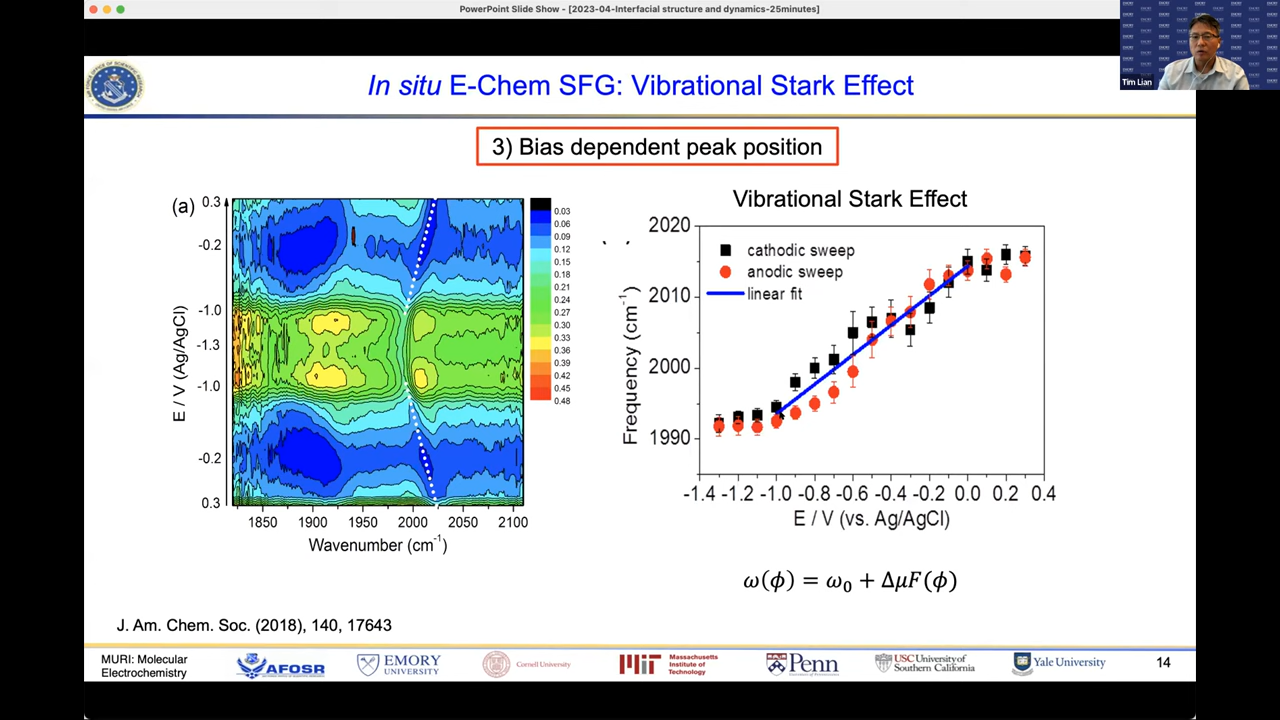 PowerPoint Slide Show - [2023-04-Interfacial structure and dynamics-25minutes]
Tim Lian
In situ E-Chem SFG: Vibrational Stark Effect
3) Bias dependent peak position
(a)
0.3
-0.2
-1.0
-1.3
-1.0
-0.2
0.3
E / V (Ag/AgCl)
1850 1900 1950 2000 2050 2100
Wavenumber (cm⁻¹)
0.03
0.06
0.09
0.12
0.15
0.18
0.21
0.24
0.27
0.30
0.33
0.36
0.39
0.42
0.45
0.48
Vibrational Stark Effect
2020
2010
2000
1990
Frequency (cm⁻¹)
cathodic sweep
anodic sweep
linear fit
-1.4 -1.2 -1.0 -0.8 -0.6 -0.4 -0.2 0.0 0.2 0.4
E / V (vs. Ag/AgCl)
ω(ϕ) = ω₀ + ΔμF(ϕ)
J. Am. Chem. Soc. (2018), 140, 17643
MURI: Molecular
Electrochemistry
AFOSR
EMORY
UNIVERSITY
Cornell University
MIT
Massachusetts
Institute of
Technology
Penn
USC University of
Southern California
Yale University
14